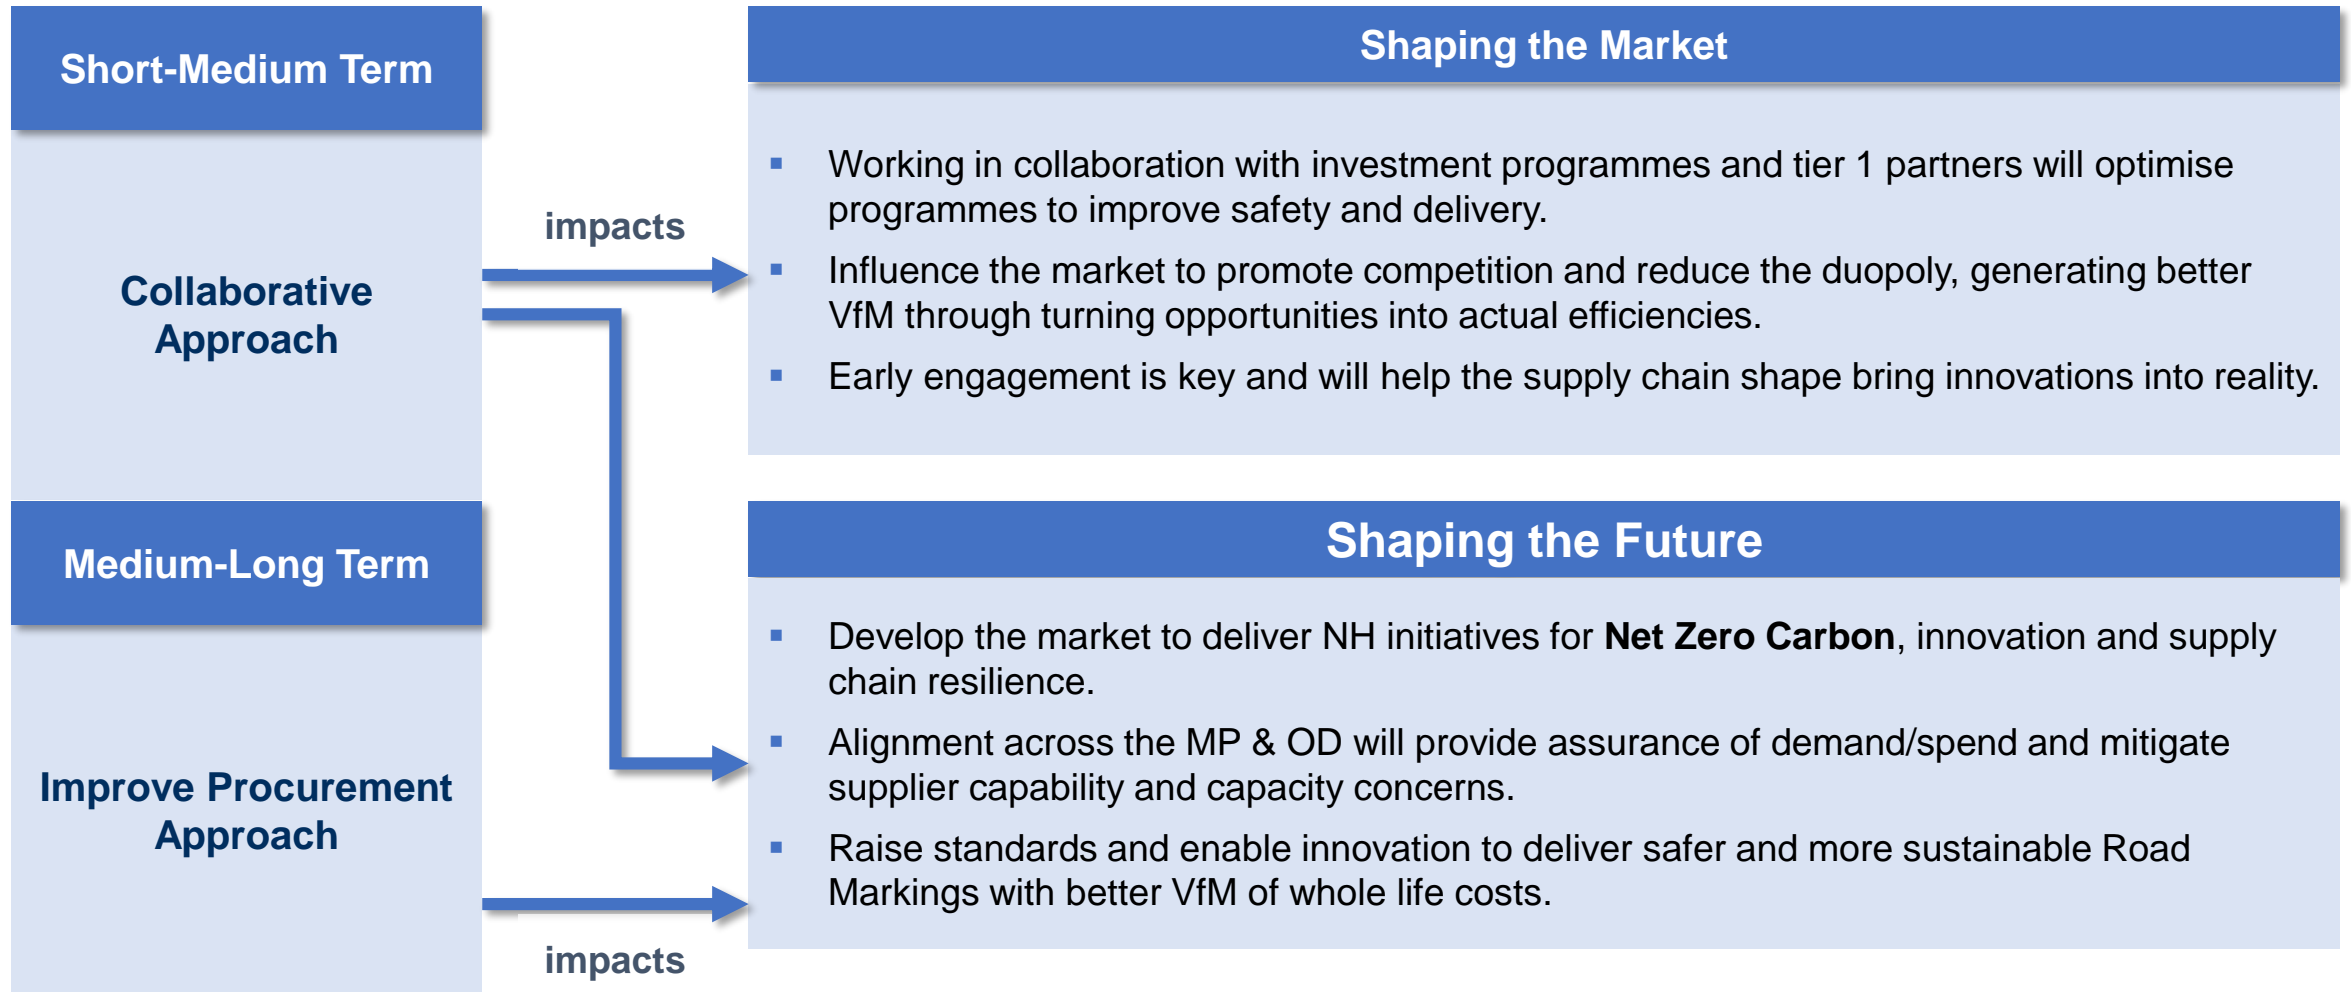 Short-Medium Term
Collaborative
Approach
impacts
Shaping the Market
▪ Working in collaboration with investment programmes and tier 1 partners will optimise
programmes to improve safety and delivery.
▪ Influence the market to promote competition and reduce the duopoly, generating better
VfM through turning opportunities into actual efficiencies.
▪ Early engagement is key and will help the supply chain shape bring innovations into reality.
Medium-Long Term
Improve Procurement
Approach
impacts
Shaping the Future
▪ Develop the market to deliver NH initiatives for Net Zero Carbon, innovation and supply
chain resilience.
▪ Alignment across the MP & OD will provide assurance of demand/spend and mitigate
supplier capability and capacity concerns.
▪ Raise standards and enable innovation to deliver safer and more sustainable Road
Markings with better VfM of whole life costs.